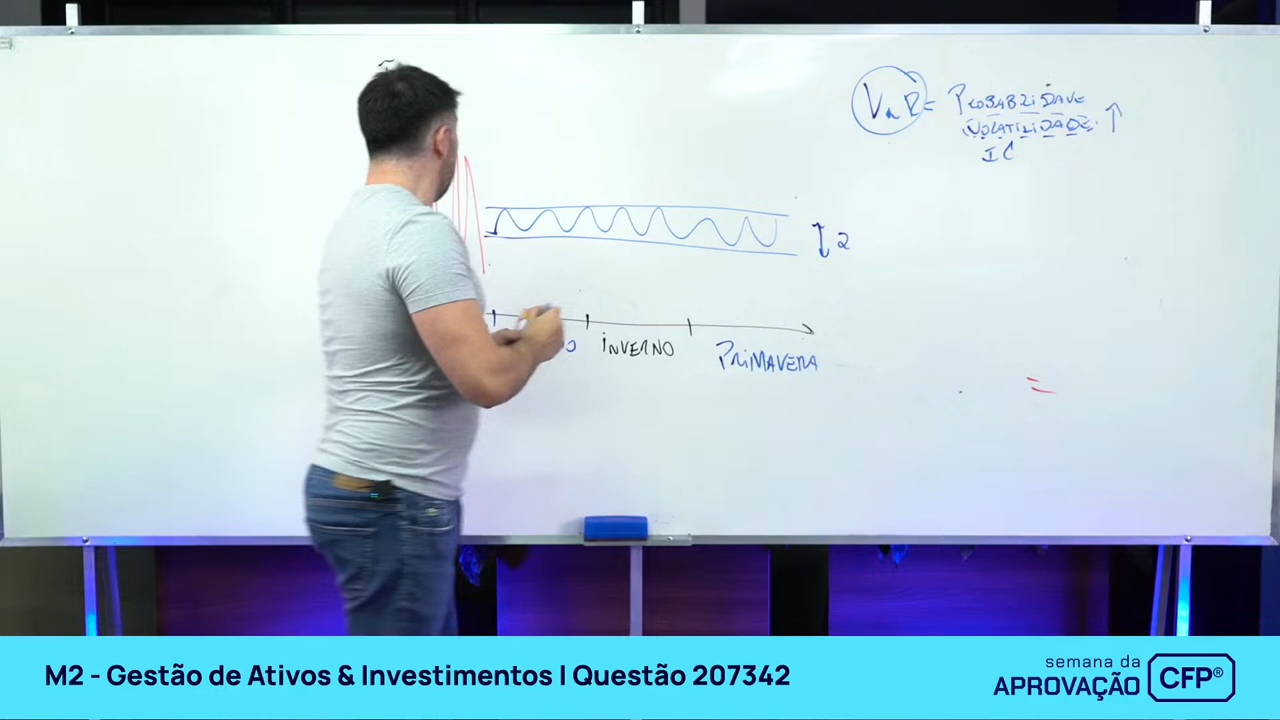 VaR = PROBABILIDADE
VOLATILIDADE ↑
IC
2
INVERNO
PRIMAVERA
=
M2 - Gestão de Ativos & Investimentos | Questão 207342
semana da
APROVAÇÃO CFP®